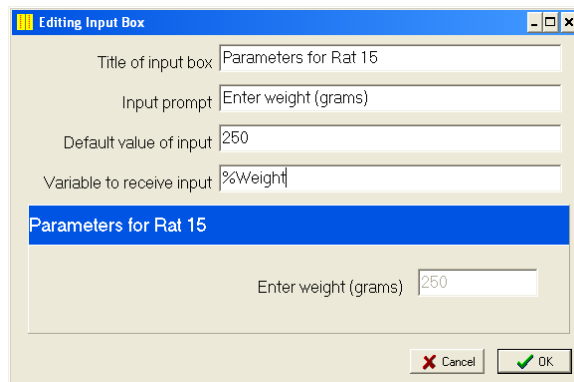 Editing Input Box
Title of input box Parameters for Rat 15
Input prompt Enter weight (grams)
Default value of input 250
Variable to receive input %Weight
Parameters for Rat 15
Enter weight (grams) 250
Cancel OK